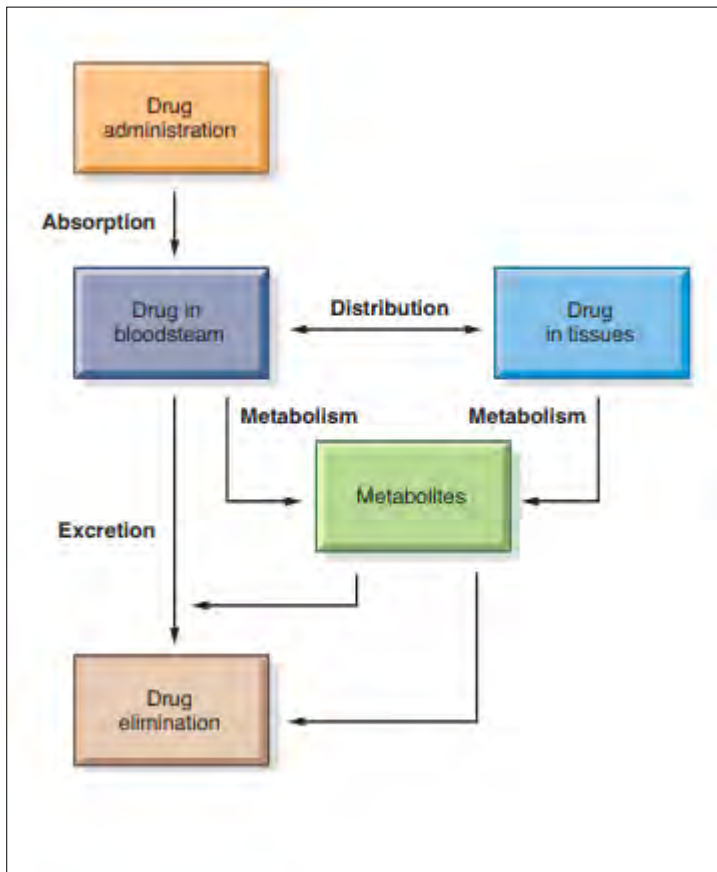 Drug
administration
Absorption
Drug in
bloodsteam
Distribution
Drug
in tissues
Metabolism
Metabolism
Metabolites
Excretion
Drug
elimination